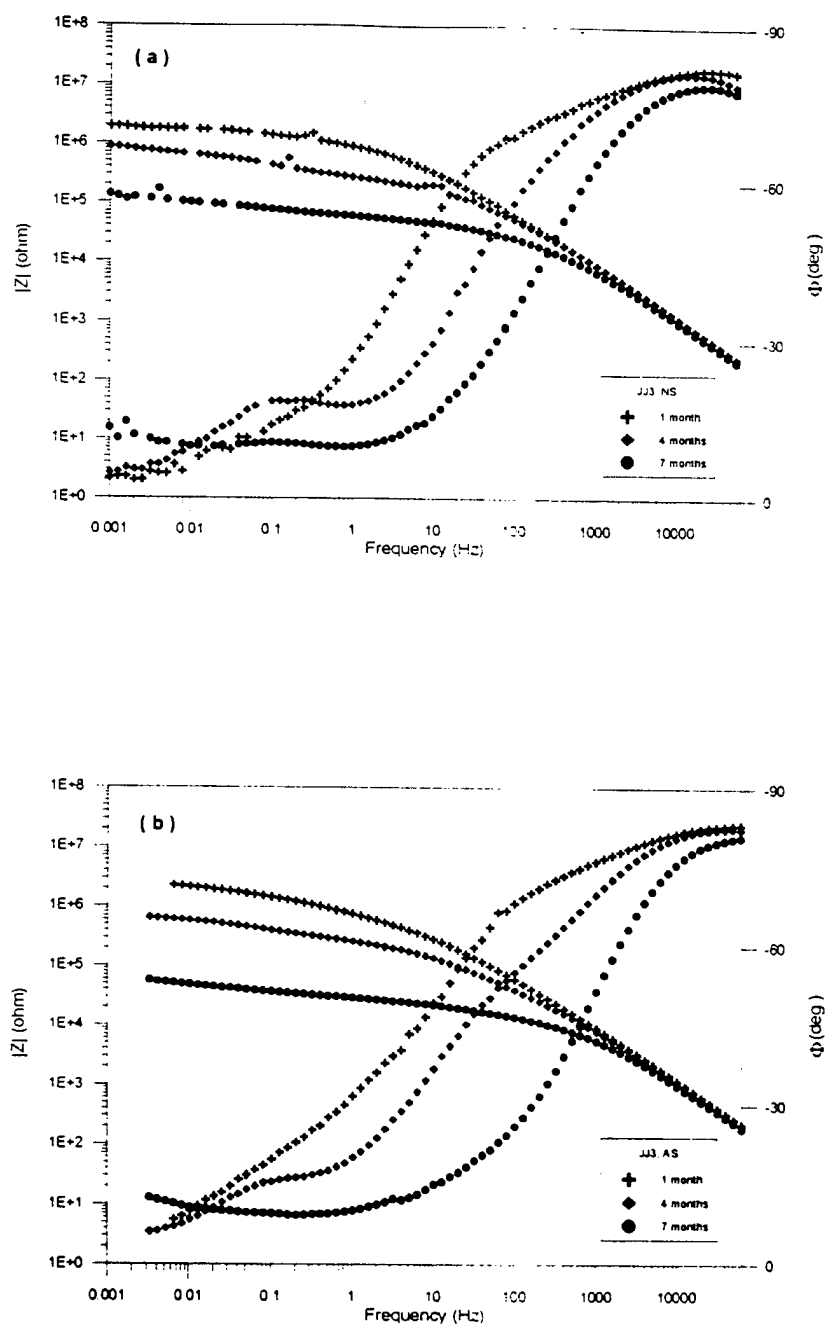 1E+8
1E+7
1E+6
1E+5
1E+4
1E+3
1E+2
1E+1
1E+0
|Z| (ohm)
( a )
-90
-60
-30
0
Φ(deg )
JJ3. NS
1 month
4 months
7 months
0.001
0 01
0 1
1
10
100
1000
10000
Frequency (Hz)
1E+8
1E+7
1E+6
1E+5
1E+4
1E+3
1E+2
1E+1
1E+0
|Z| (ohm)
( b )
-90
-60
-30
0
Φ(deg )
JJ3. AS
1 month
4 months
7 months
0.001
0 01
0 1
1
10
100
1000
10000
Frequency (Hz)